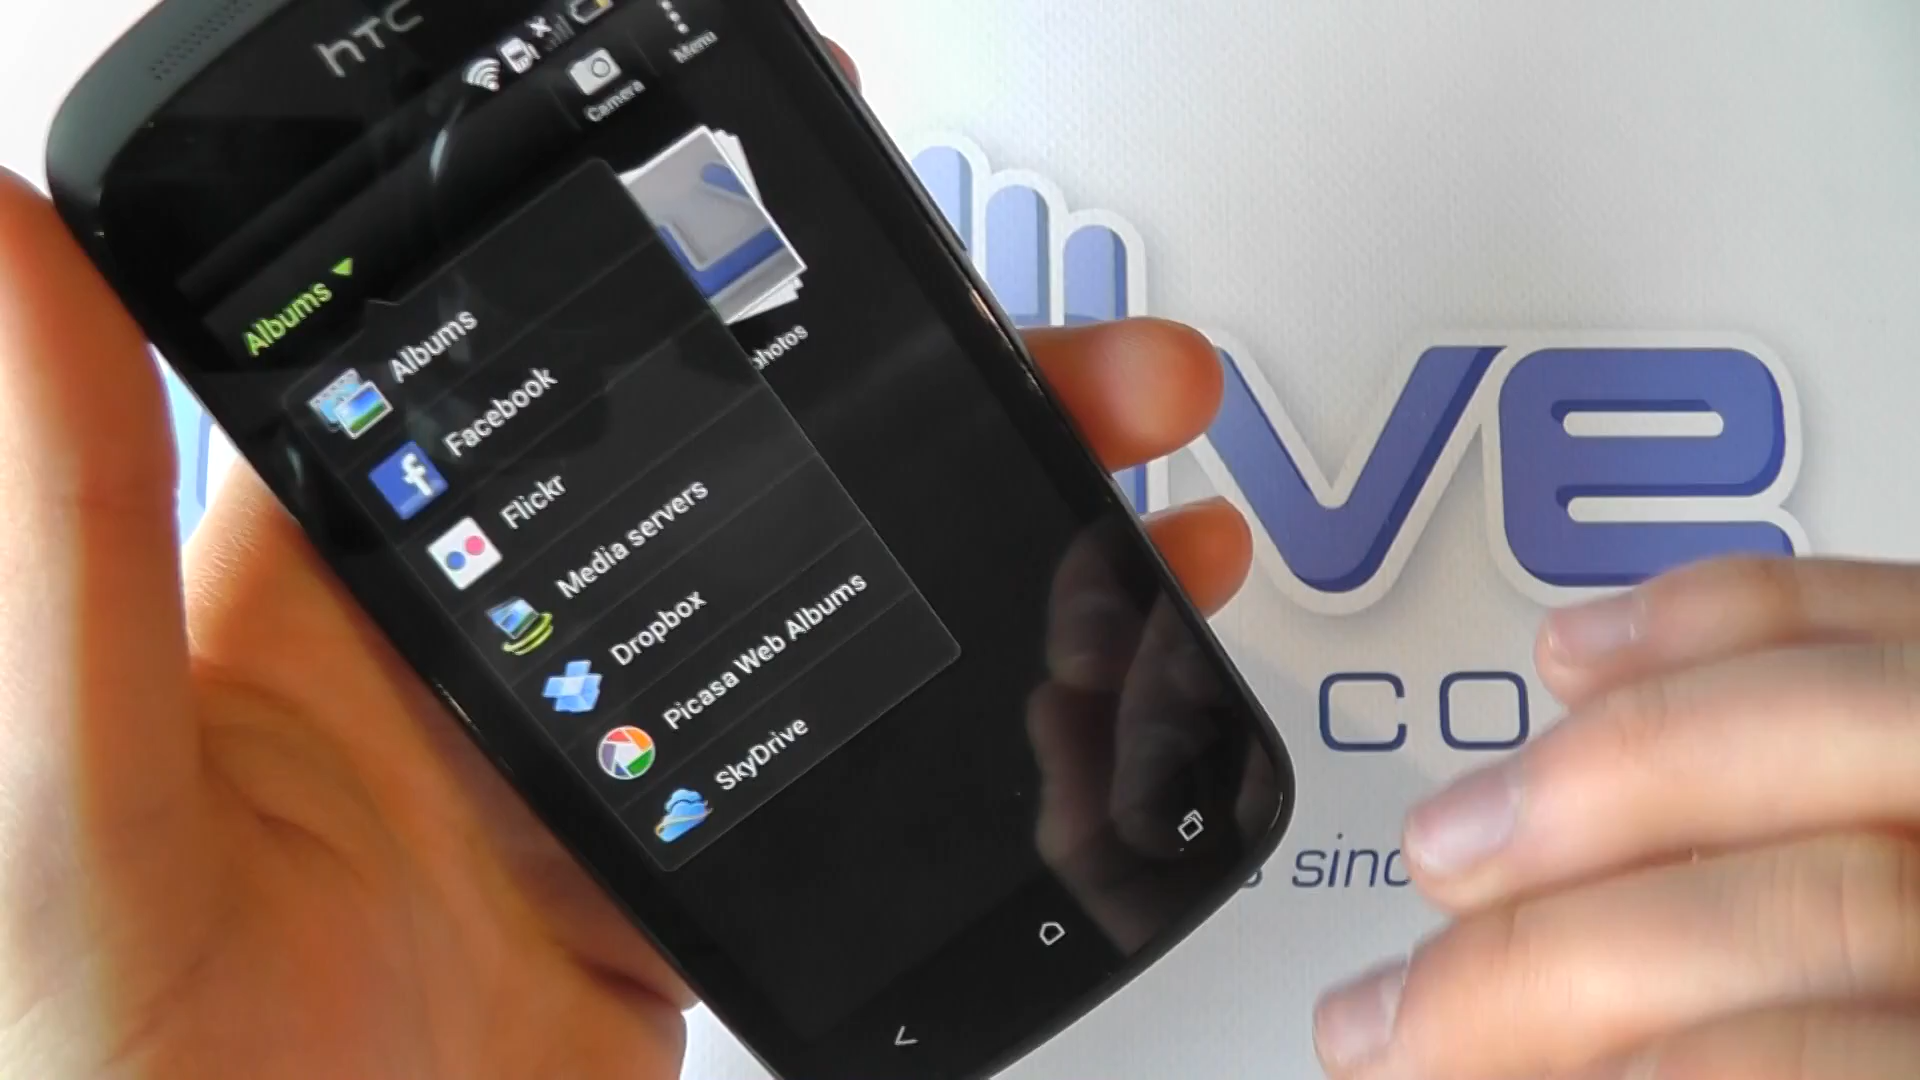 hTC
Camera
Menu
Albums
Albums
Facebook
Flickr
Media servers
Dropbox
Picasa Web Albums
SkyDrive
photos
ve
CO
s sinc